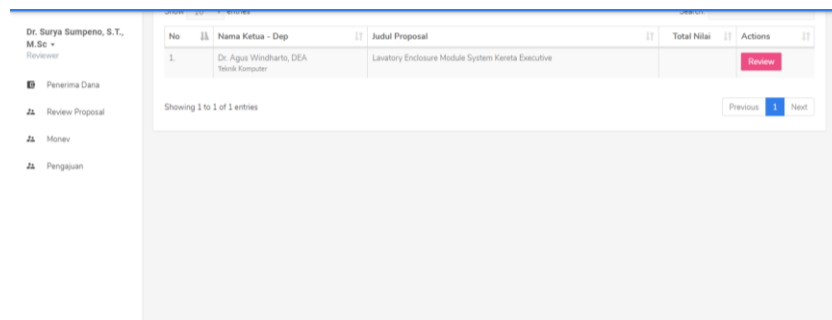 Show 10 entries
Search:
Dr. Surya Sumpeno, S.T.,
M.Sc
Reviewer
Penerima Dana
Review Proposal
Monev
Pengajuan
No Nama Ketua - Dep Judul Proposal Total Nilai Actions
1. Dr. Agus Windharto, DEA Lavatory Enclosure Module System Kereta Executive Review
Teknik Komputer
Showing 1 to 1 of 1 entries
Previous 1 Next